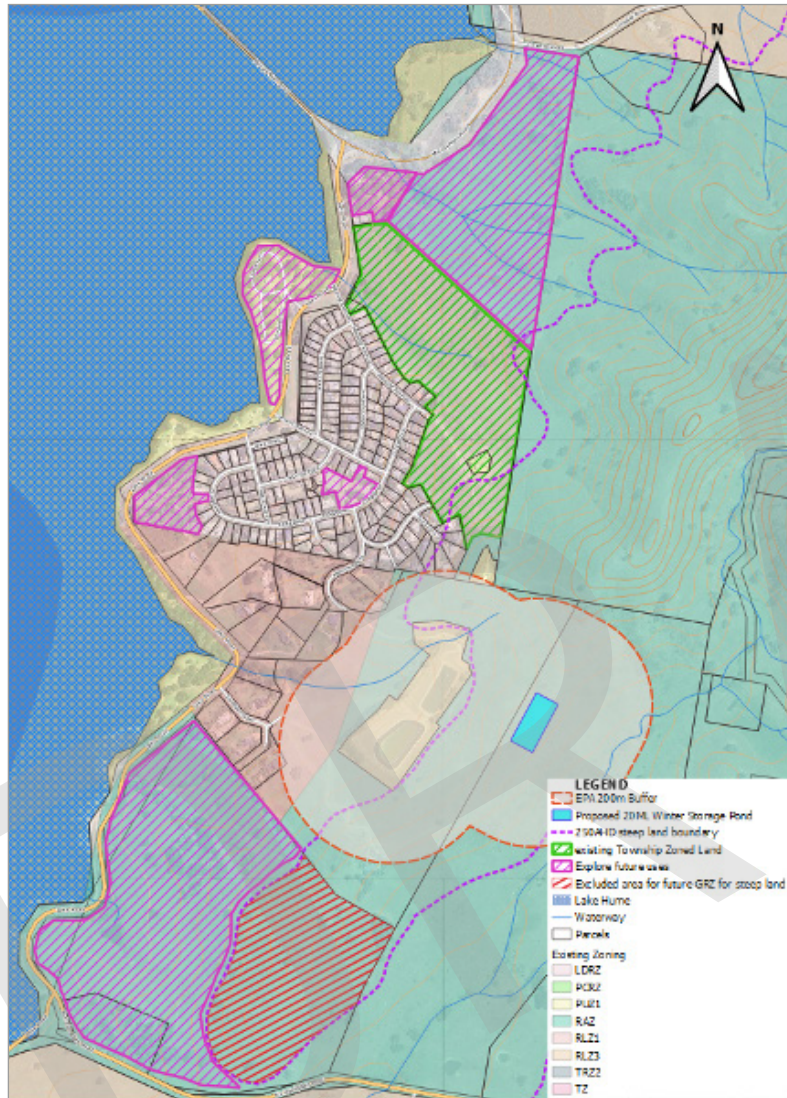 N
LEGEND
EPA 200m Buffer
Proposed 20ML Winter Storage Pond
250AHD steep land boundary
existing Township Zoned Land
Explore future uses
Excluded area for future GRZ for steep land
Lake Hume
Waterway
Parcels
Existing Zoning
LDRZ
PCRZ
PUZ1
RAZ
RLZ1
RLZ3
TRZ2
TZ